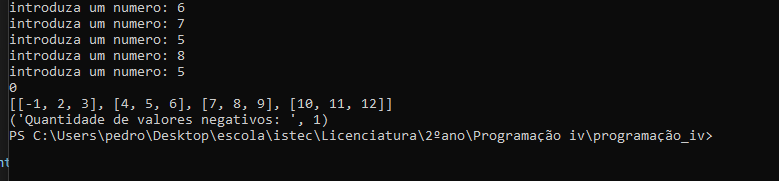 introduza um numero: 6
introduza um numero: 7
introduza um numero: 5
introduza um numero: 8
introduza um numero: 5
0
[[-1, 2, 3], [4, 5, 6], [7, 8, 9], [10, 11, 12]]
('Quantidade de valores negativos: ', 1)
PS C:\Users\pedro\Desktop\escola\istec\Licenciatura\2ºano\Programação iv\programação_iv>
nt